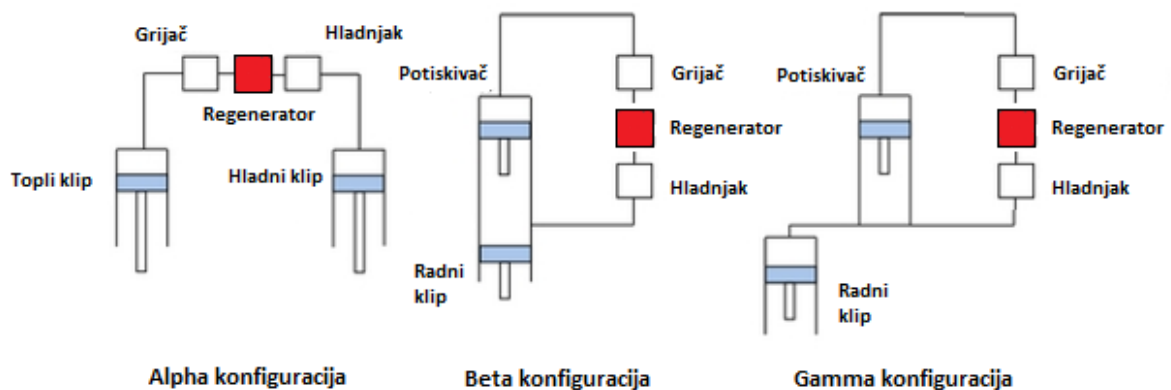 Grijač
Hladnjak
Regenerator
Topli klip
Hladni klip
Alpha konfiguracija
Potiskivač
Grijač
Regenerator
Hladnjak
Radni
klip
Beta konfiguracija
Potiskivač
Grijač
Regenerator
Hladnjak
Radni
klip
Gamma konfiguracija